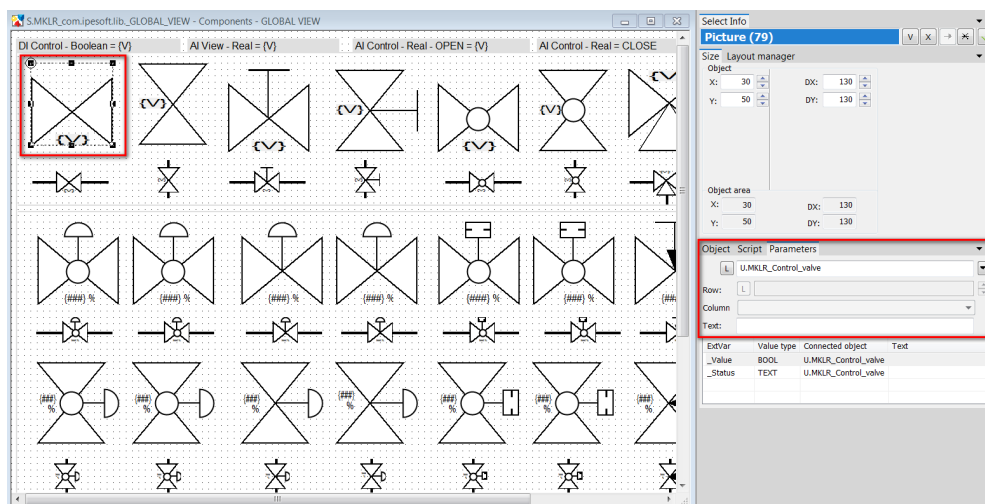 S.MKLR_com.ipesoft.lib._GLOBAL_VIEW - Components - GLOBAL VIEW
DI Control - Boolean = {V}
AI View - Real = {V}
AI Control - Real - OPEN = {V}
AI Control - Real = CLOSE
{V}
{V}
{V}
{V}
{V}
{V}
{###} %
{###} %
{###} %
{###} %
{###} %
{###} %
{###}
%
{###}
%
{###}
%
{###}
%
{###}
%
{###}
%
{###}
Select Info
Picture (79)
V
X
Size Layout manager
Object
X: 30 DX: 130
Y: 50 DY: 130
Object area
X: 30 DX: 130
Y: 50 DY: 130
Object Script Parameters
L U.MKLR_Control_valve
Row: L
Column
Text:
ExtVar Value type Connected object Text
_Value BOOL U.MKLR_Control_valve
_Status TEXT U.MKLR_Control_valve